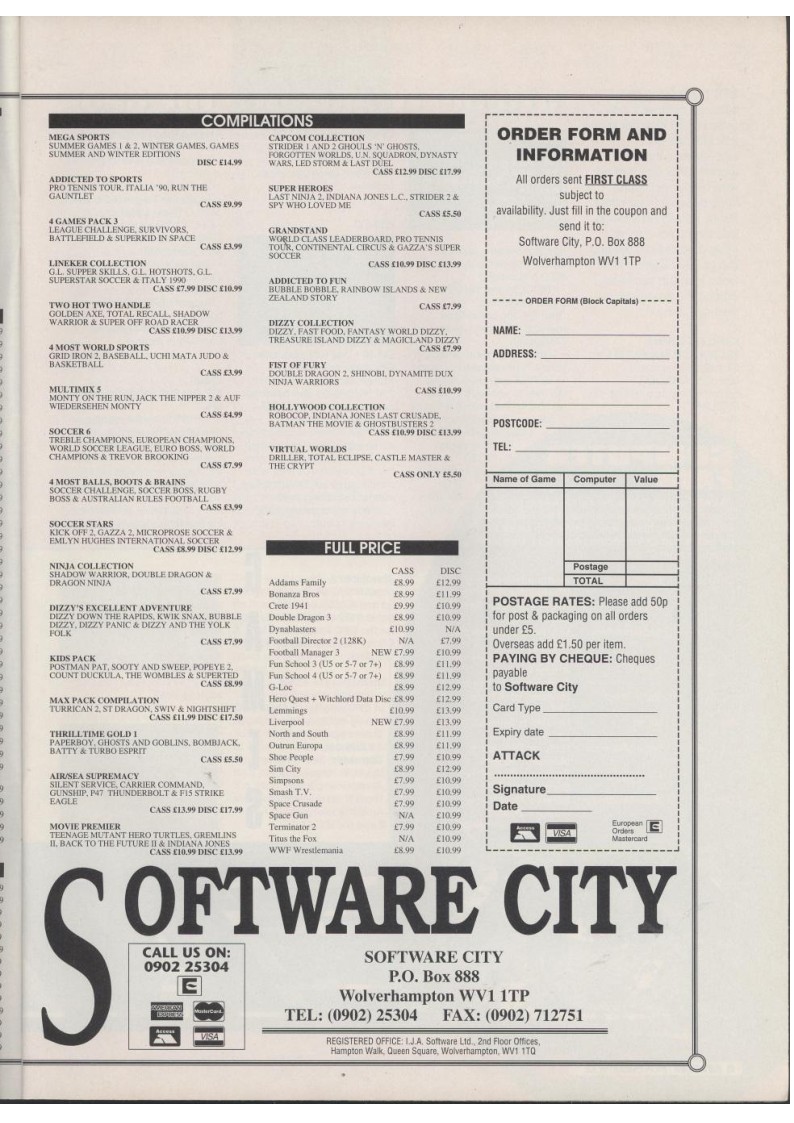 COMPILATIONS
MEGA SPORTS
SUMMER GAMES 1 & 2, WINTER GAMES, GAMES
SUMMER AND WINTER EDITIONS
DISC £14.99
ADDICTED TO SPORTS
PRO TENNIS TOUR, ITALIA '90, RUN THE
GAUNTLET
CASS £9.99
4 GAMES PACK 3
LEAGUE CHALLENGE, SURVIVORS,
BATTLEFIELD & SUPERKID IN SPACE
CASS £3.99
LINEKER COLLECTION
G.L. SUPPER SKILLS, G.L. HOTSHOTS, G.L.
SUPERSTAR SOCCER & ITALY 1990
CASS £7.99 DISC £10.99
TWO HOT TWO HANDLE
GOLDEN AXE, TOTAL RECALL, SHADOW
WARRIOR & SUPER OFF ROAD RACER
CASS £10.99 DISC £13.99
4 MOST WORLD SPORTS
GRID IRON 2, BASEBALL, UCHI MATA JUDO &
BASKETBALL
CASS £3.99
MULTIMIX 5
MONTY ON THE RUN, JACK THE NIPPER 2 & AUF
WIEDERSEHEN MONTY
CASS £4.99
SOCCER 6
TREBLE CHAMPIONS, EUROPEAN CHAMPIONS,
WORLD SOCCER LEAGUE, EURO BOSS, WORLD
CHAMPIONS & TREVOR BROOKING
CASS £7.99
4 MOST BALLS, BOOTS & BRAINS
SOCCER CHALLENGE, SOCCER BOSS, RUGBY
BOSS & AUSTRALIAN RULES FOOTBALL
CASS £3.99
SOCCER STARS
KICK OFF 2, GAZZA 2, MICROPROSE SOCCER &
EMLYN HUGHES INTERNATIONAL SOCCER
CASS £8.99 DISC £12.99
NINJA COLLECTION
SHADOW WARRIOR, DOUBLE DRAGON &
DRAGON NINJA
CASS £7.99
DIZZY'S EXCELLENT ADVENTURE
DIZZY DOWN THE RAPIDS, KWIK SNAX, BUBBLE
DIZZY, DIZZY PANIC & DIZZY AND THE YOLK
FOLK
CASS £7.99
KIDS PACK
POSTMAN PAT, SOOTY AND SWEEP, POPEYE 2,
COUNT DUCKULA, THE WOMBLES & SUPERTED
CASS £8.99
MAX PACK COMPILATION
TURRICAN 2, ST DRAGON, SWIV & NIGHTSHIFT
CASS £11.99 DISC £17.50
THRILLTIME GOLD 1
PAPERBOY, GHOSTS AND GOBLINS, BOMBJACK,
BATTY & TURBO ESPRIT
CASS £5.50
AIR/SEA SUPREMACY
SILENT SERVICE, CARRIER COMMAND,
GUNSHIP, P47 THUNDERBOLT & F15 STRIKE
EAGLE
CASS £13.99 DISC £17.99
MOVIE PREMIER
TEENAGE MUTANT HERO TURTLES, GREMLINS
II, BACK TO THE FUTURE II & INDIANA JONES
CASS £10.99 DISC £13.99
CAPCOM COLLECTION
STRIDER 1 AND 2 GHOULS 'N' GHOSTS,
FORGOTTEN WORLDS, U.N. SQUADRON, DYNASTY
WARS, LED STORM & LAST DUEL
CASS £12.99 DISC £17.99
SUPER HEROES
LAST NINJA 2, INDIANA JONES L.C., STRIDER 2 &
SPY WHO LOVED ME
CASS £5.50
GRANDSTAND
WORLD CLASS LEADERBOARD, PRO TENNIS
TOUR, CONTINENTAL CIRCUS & GAZZA'S SUPER
SOCCER
CASS £10.99 DISC £13.99
ADDICTED TO FUN
BUBBLE BOBBLE, RAINBOW ISLANDS & NEW
ZEALAND STORY
CASS £7.99
DIZZY COLLECTION
DIZZY, FAST FOOD, FANTASY WORLD DIZZY,
TREASURE ISLAND DIZZY & MAGICLAND DIZZY
CASS £7.99
FIST OF FURY
DOUBLE DRAGON 2, SHINOBI, DYNAMITE DUX
NINJA WARRIORS
CASS £10.99
HOLLYWOOD COLLECTION
ROBOCOP, INDIANA JONES LAST CRUSADE,
BATMAN THE MOVIE & GHOSTBUSTERS 2
CASS £10.99 DISC £13.99
VIRTUAL WORLDS
DRILLER, TOTAL ECLIPSE, CASTLE MASTER &
THE CRYPT
CASS ONLY £5.50
FULL PRICE
CASS DISC
Addams Family £8.99 £12.99
Bonanza Bros £8.99 £11.99
Crete 1941 £9.99 £10.99
Double Dragon 3 £8.99 £10.99
Dynablasters £10.99 N/A
Football Director 2 (128K) N/A £7.99
Football Manager 3 NEW £7.99 £10.99
Fun School 3 (U5 or 5-7 or 7+) £8.99 £11.99
Fun School 4 (U5 or 5-7 or 7+) £8.99 £11.99
G-Loc £8.99 £12.99
Hero Quest + Witchlord Data Disc £8.99 £12.99
Lemmings £10.99 £13.99
Liverpool NEW £7.99 £13.99
North and South £8.99 £11.99
Outrun Europa £8.99 £11.99
Shoe People £7.99 £10.99
Sim City £8.99 £12.99
Simpsons £7.99 £10.99
Smash T.V. £7.99 £10.99
Space Crusade £7.99 £10.99
Space Gun N/A £10.99
Terminator 2 £7.99 £10.99
Titus the Fox N/A £10.99
WWF Wrestlemania £8.99 £10.99
ORDER FORM AND
INFORMATION
All orders sent FIRST CLASS
subject to
availability. Just fill in the coupon and
send it to:
Software City, P.O. Box 888
Wolverhampton WV1 1TP
ORDER FORM (Block Capitals)
NAME:
ADDRESS:
POSTCODE:
TEL:
Name of Game Computer Value
Postage
TOTAL
POSTAGE RATES: Please add 50p
for post & packaging on all orders
under £5.
Overseas add £1.50 per item.
PAYING BY CHEQUE: Cheques
payable
to Software City
Card Type
Expiry date
ATTACK
Signature
Date
Access VISA
European
Orders
Mastercard
SOFTWARE CITY
CALL US ON:
0902 25304
AMERICAN EXPRESS MasterCard.
Access VISA
SOFTWARE CITY
P.O. Box 888
Wolverhampton WV1 1TP
TEL: (0902) 25304 FAX: (0902) 712751
REGISTERED OFFICE: I.J.A. Software Ltd., 2nd Floor Offices,
Hampton Walk, Queen Square, Wolverhampton, WV1 1TQ